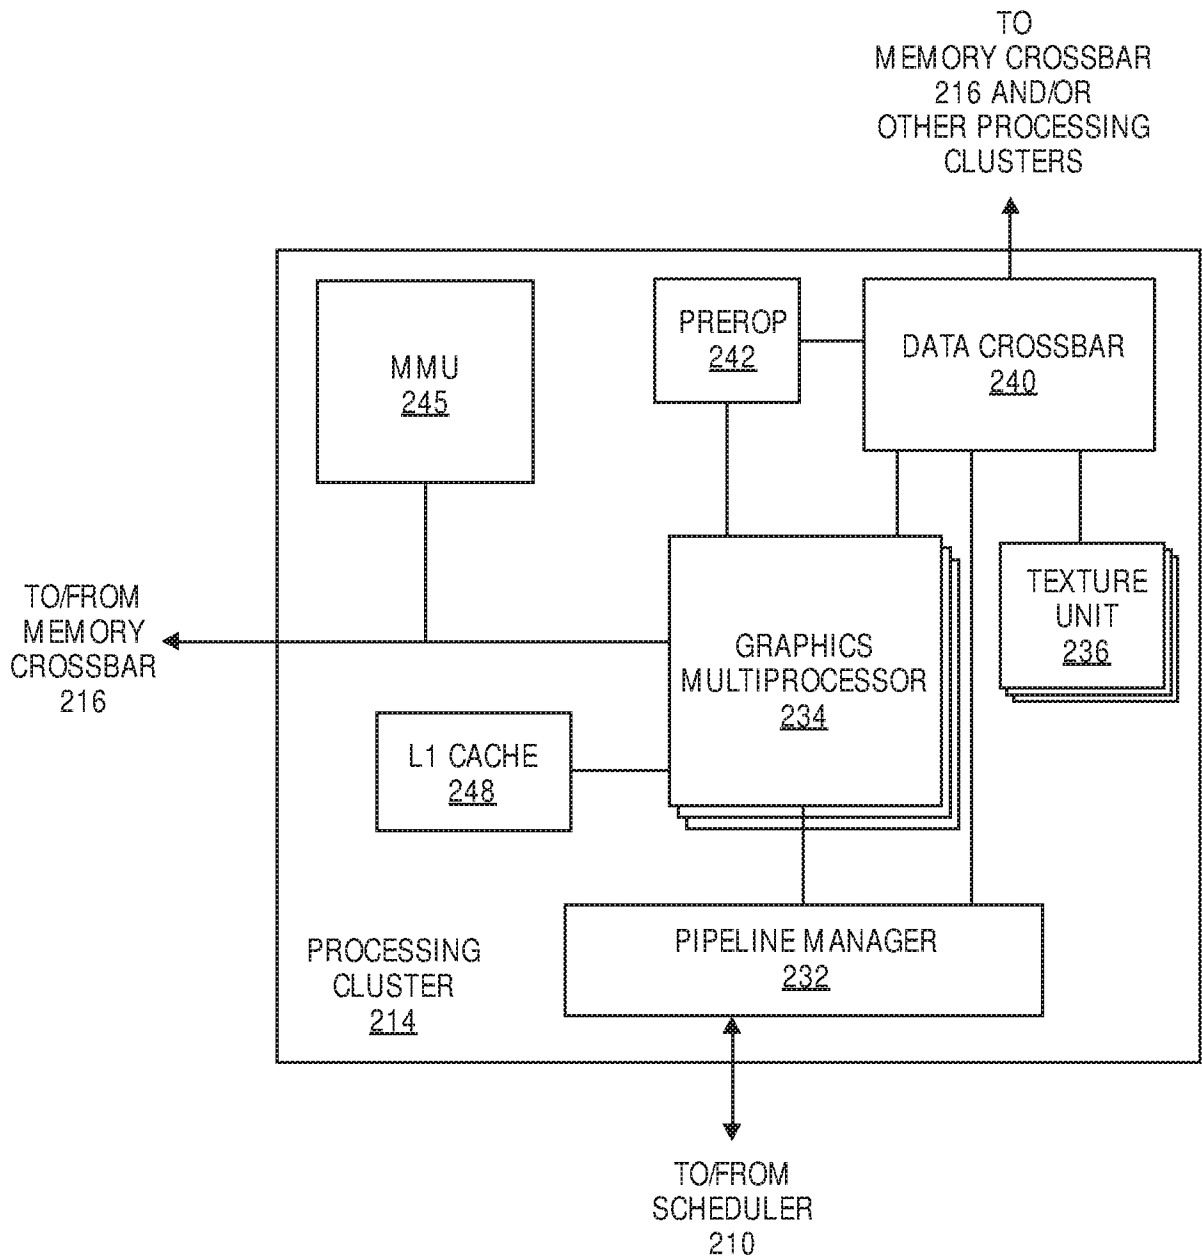 TO
MEMORY CROSSBAR
216 AND/OR
OTHER PROCESSING
CLUSTERS
MMU
245
PREROP
242
DATA CROSSBAR
240
TO/FROM
MEMORY
CROSSBAR
216
GRAPHICS
MULTIPROCESSOR
234
TEXTURE
UNIT
236
L1 CACHE
248
PROCESSING
CLUSTER
214
PIPELINE MANAGER
232
TO/FROM
SCHEDULER
210